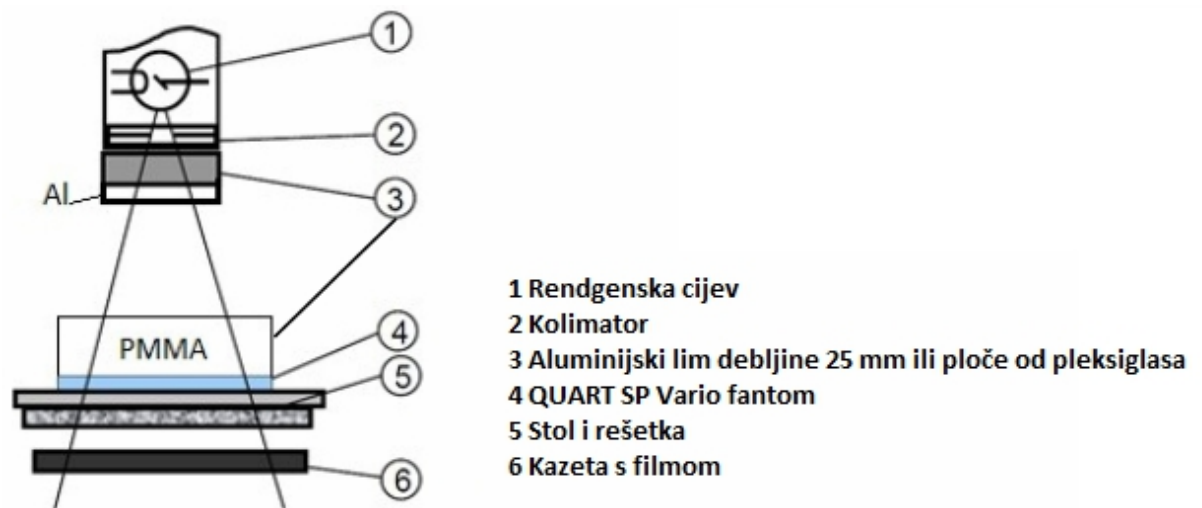 1
2
Al
3
PMMA
4
5
6
1 Rendgenska cijev
2 Kolimator
3 Aluminijski lim debljine 25 mm ili ploče od pleksiglasa
4 QUART SP Vario fantom
5 Stol i rešetka
6 Kazeta s filmom